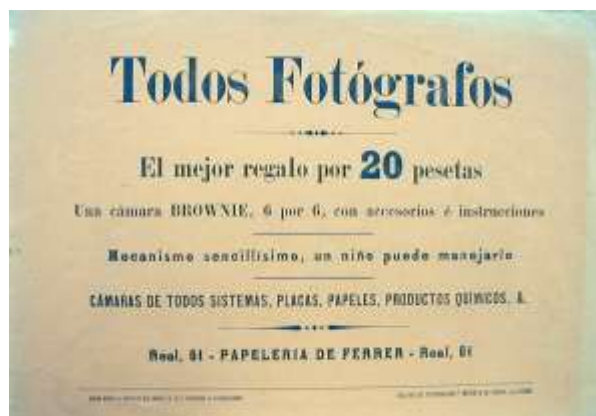 Todos Fotógrafos
El mejor regalo por 20 pesetas
Una cámara BROWNIE, 6 por 6, con accesorios é instrucciones
Mecanismo sencillísimo, un niño puede manejarlo
CÁMARAS DE TODOS SISTEMAS, PLACAS, PAPELES, PRODUCTOS QUÍMICOS, &.
Real, 61 - PAPELERIA DE FERRER - Real, 61